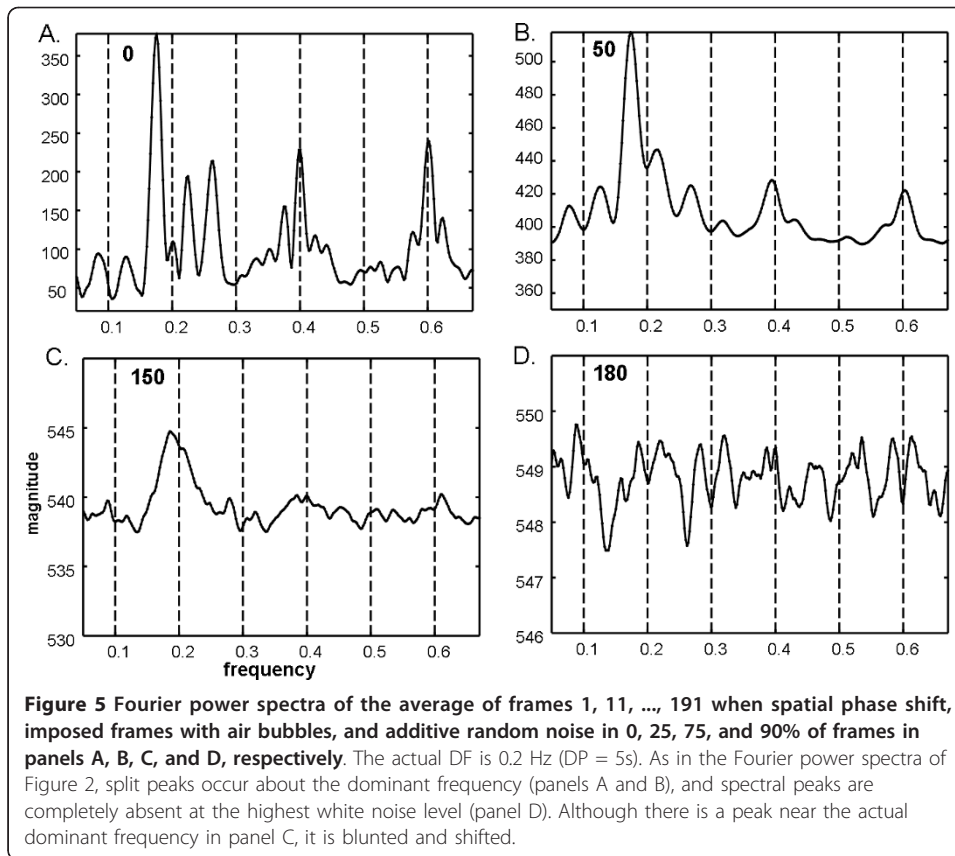 A.
0
350
300
250
200
150
100
50
0.1 0.2 0.3 0.4 0.5 0.6
B.
50
500
480
460
440
420
400
380
360
0.1 0.2 0.3 0.4 0.5 0.6
C.
150
550
545
540
535
530
magnitude
0.1 0.2 0.3 0.4 0.5 0.6
frequency
D.
180
550
549
548
547
546
0.1 0.2 0.3 0.4 0.5 0.6
Figure 5 Fourier power spectra of the average of frames 1, 11, ..., 191 when spatial phase shift,
imposed frames with air bubbles, and additive random noise in 0, 25, 75, and 90% of frames in
panels A, B, C, and D, respectively. The actual DF is 0.2 Hz (DP = 5s). As in the Fourier power spectra of
Figure 2, split peaks occur about the dominant frequency (panels A and B), and spectral peaks are
completely absent at the highest white noise level (panel D). Although there is a peak near the actual
dominant frequency in panel C, it is blunted and shifted.